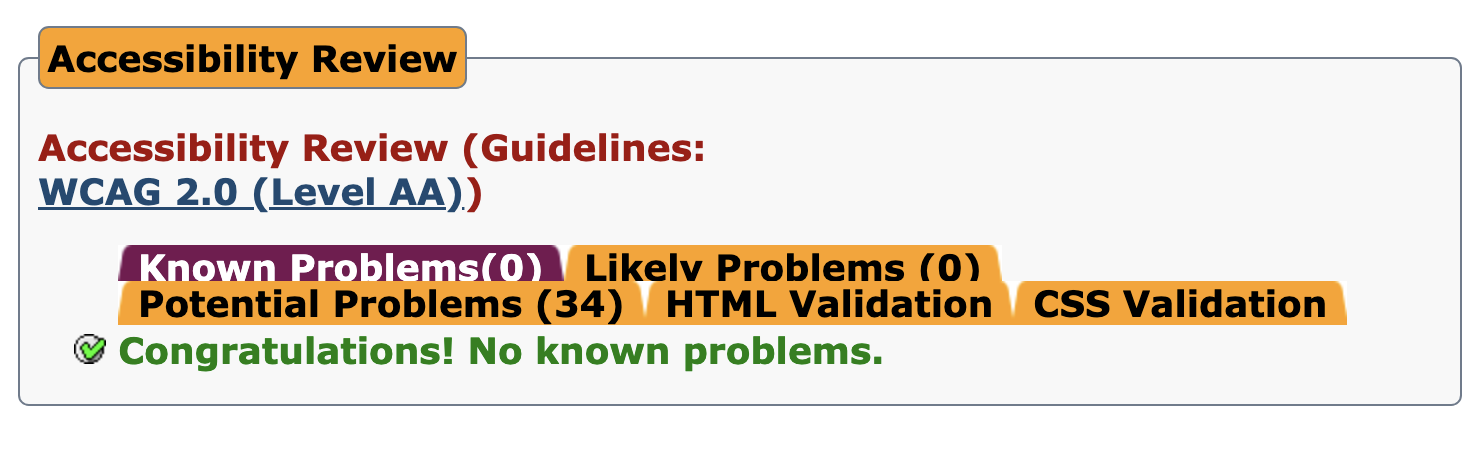 Accessibility Review
Accessibility Review (Guidelines:
WCAG 2.0 (Level AA))
Known Problems(0) Likely Problems (0)
Potential Problems (34) HTML Validation CSS Validation
Congratulations! No known problems.